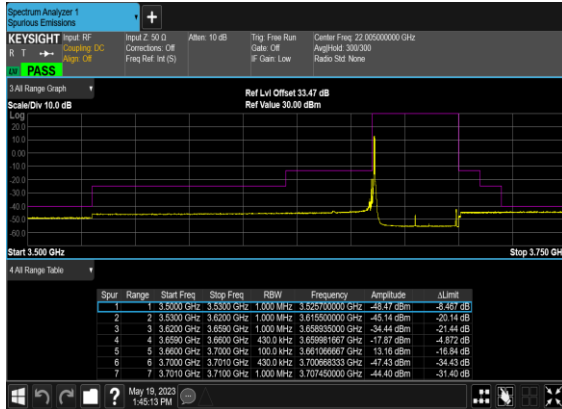 Spectrum Analyzer 1
Spurious Emissions
KEYSIGHT Input: RF Input Z: 50 Ω Atten: 10 dB Trig: Free Run Center Freq: 22.005000000 GHz
R T Coupling: DC Corrections: Off Gate: Off Avg|Hold: 300/300
Align: Off Freq Ref: Int (S) IF Gain: Low Radio Std: None
PASS
3 All Range Graph
Ref Lvl Offset 33.47 dB
Scale/Div 10.0 dB Ref Value 30.00 dBm
Log
20.0
10.0
0.00
-10.0
-20.0
-30.0
-40.0
-50.0
-60.0
Start 3.500 GHz Stop 3.750 GH
4 All Range Table
Spur Range Start Freq Stop Freq RBW Frequency Amplitude ΔLimit
1 1 3.5000 GHz 3.5300 GHz 1.000 MHz 3.525700000 GHz -48.47 dBm -8.467 dB
2 2 3.5300 GHz 3.6200 GHz 1.000 MHz 3.615500000 GHz -45.14 dBm -20.14 dB
3 3 3.6200 GHz 3.6590 GHz 1.000 MHz 3.658935000 GHz -34.44 dBm -21.44 dB
4 4 3.6590 GHz 3.6600 GHz 430.0 kHz 3.659981667 GHz -17.87 dBm -4.872 dB
5 5 3.6600 GHz 3.7000 GHz 100.0 kHz 3.661066667 GHz 13.16 dBm -16.84 dB
6 6 3.7000 GHz 3.7010 GHz 430.0 kHz 3.700668333 GHz -47.43 dBm -34.43 dB
7 7 3.7010 GHz 3.7100 GHz 1.000 MHz 3.707450000 GHz -44.40 dBm -31.40 dB
May 19, 2023
1:45:13 PM